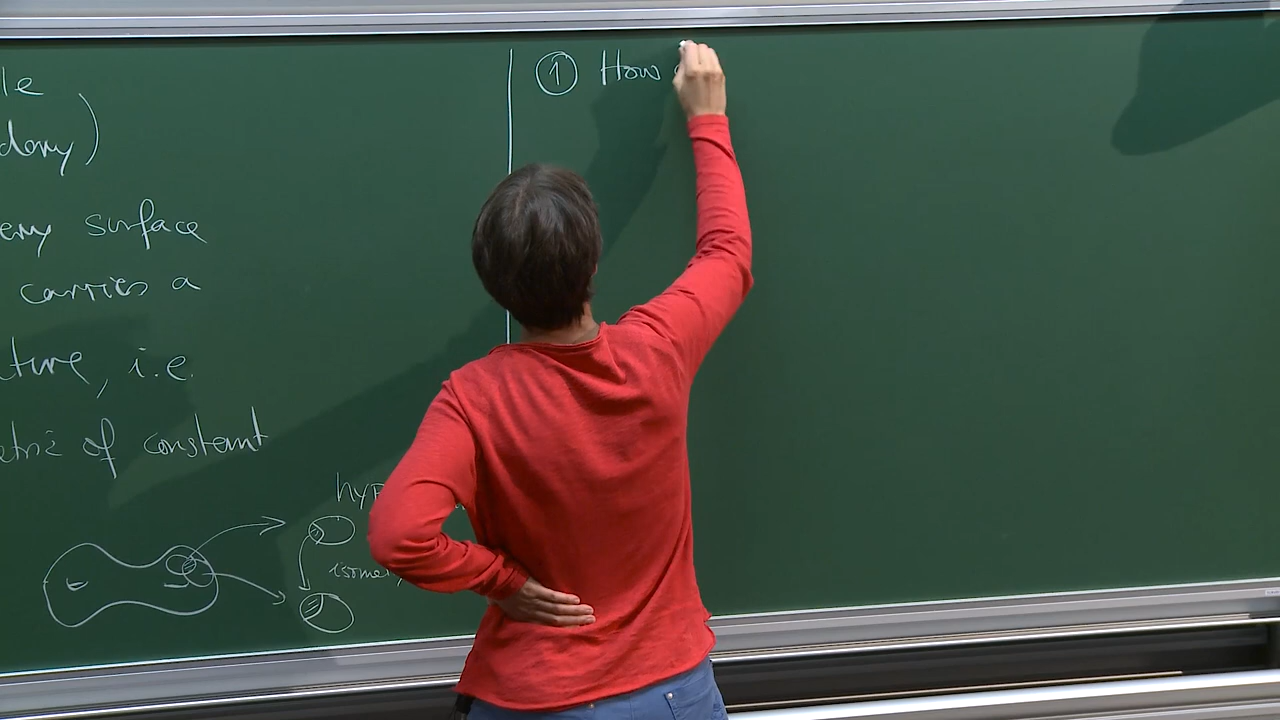 le
dary)
ery surface
carries a
ture, i.e.
etric of constant
hyp
isome
① How